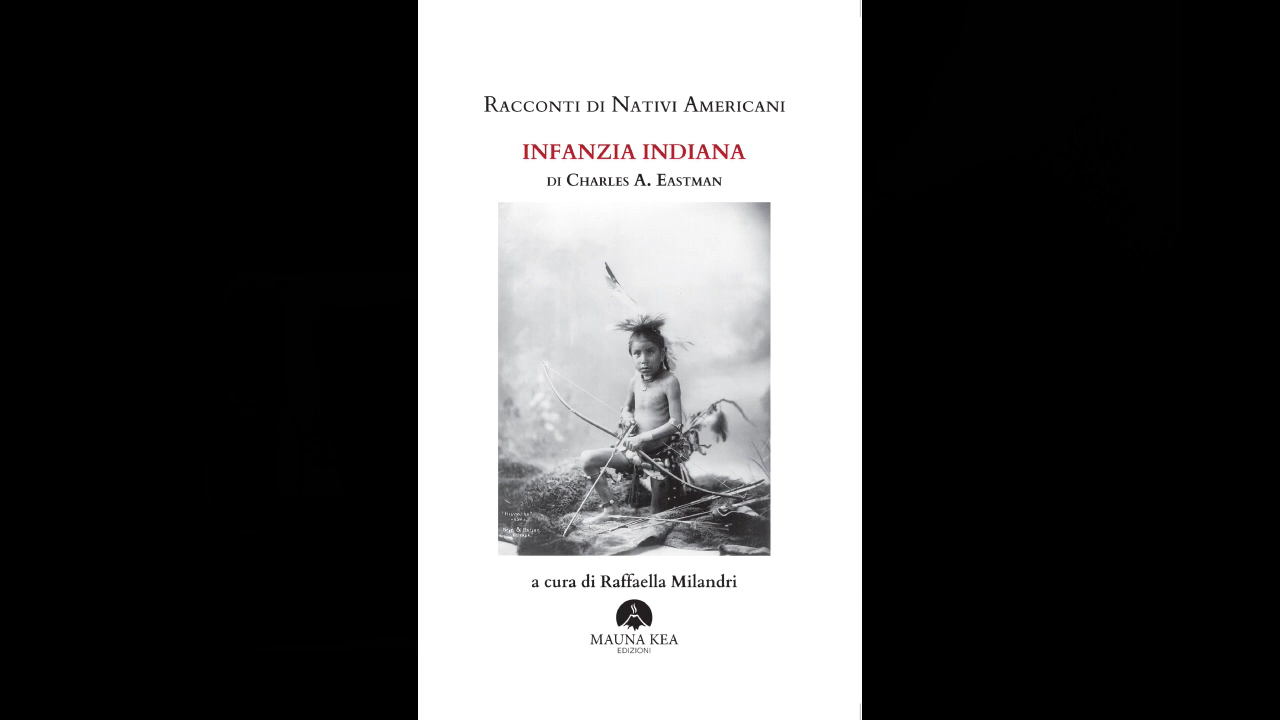 Racconti di Nativi Americani
INFANZIA INDIANA
di Charles A. Eastman
a cura di Raffaella Milandri
MAUNA KEA
EDIZIONI